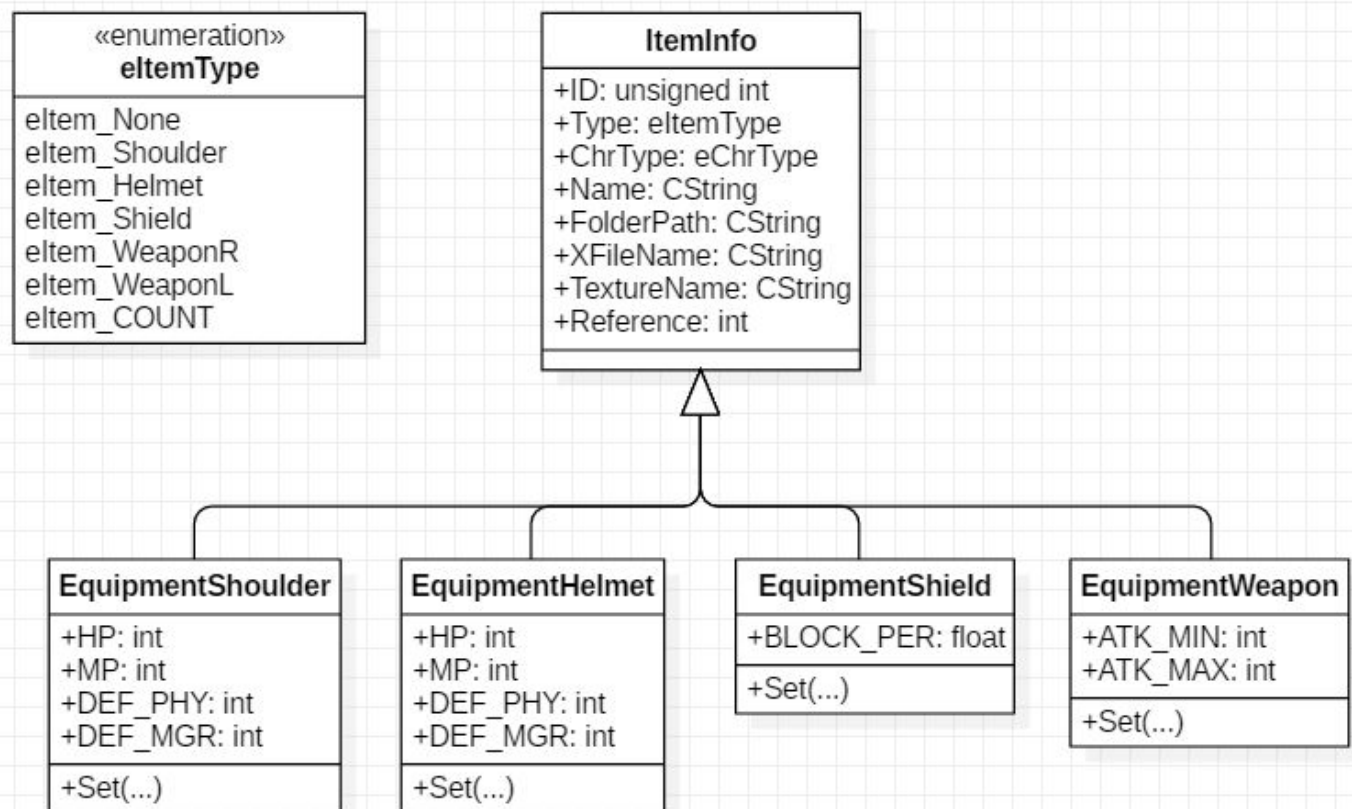 «enumeration»
eItemType
eItem_None
eItem_Shoulder
eItem_Helmet
eItem_Shield
eItem_WeaponR
eItem_WeaponL
eItem_COUNT
ItemInfo
+ID: unsigned int
+Type: eItemType
+ChrType: eChrType
+Name: CString
+FolderPath: CString
+XFileName: CString
+TextureName: CString
+Reference: int
EquipmentShoulder
+HP: int
+MP: int
+DEF_PHY: int
+DEF_MGR: int
+Set(...)
EquipmentHelmet
+HP: int
+MP: int
+DEF_PHY: int
+DEF_MGR: int
+Set(...)
EquipmentShield
+BLOCK_PER: float
+Set(...)
EquipmentWeapon
+ATK_MIN: int
+ATK_MAX: int
+Set(...)